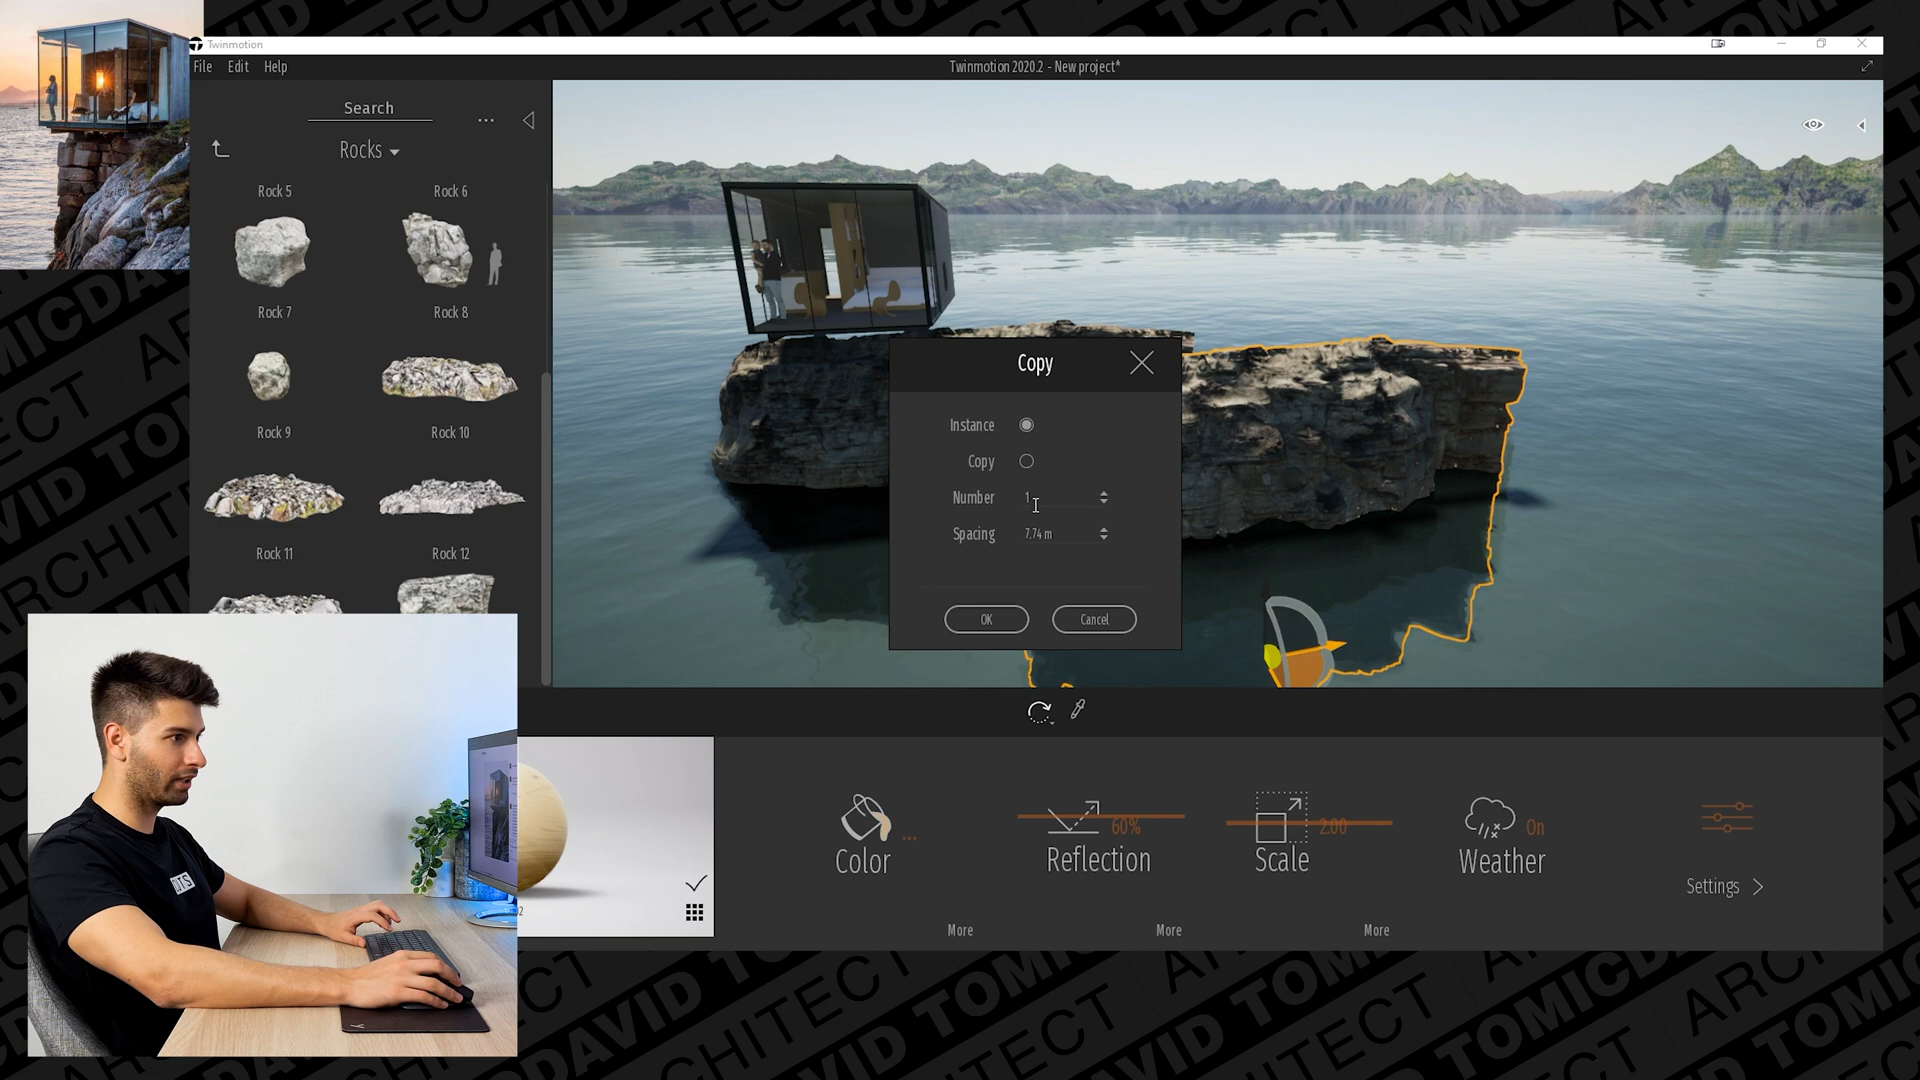 Twinmotion
File Edit Help
Twinmotion 2020.2 - New project*
Search
...
Rocks
Rock 5 Rock 6
Rock 7 Rock 8
Rock 9 Rock 10
Rock 11 Rock 12
Copy
Instance
Copy
Number 1
Spacing 7.74 m
OK Cancel
Color ...
Reflection 60%
Scale 2.00
Weather On
Settings
More More More
DTS
DAVID TOMIC ARCHITECT